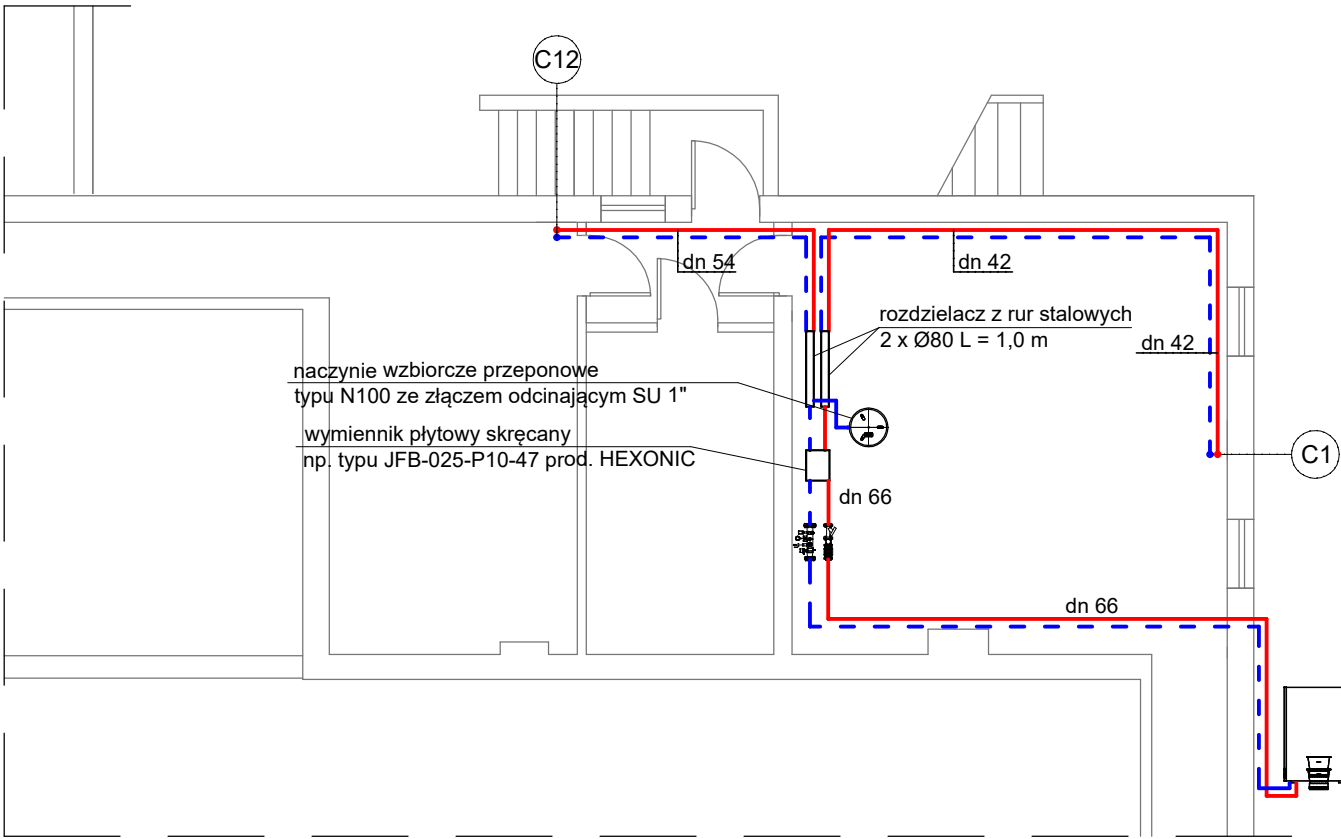 C12
dn 54
dn 42
rozdzielacz z rur stalowych
2 x Ø80 L = 1,0 m
dn 42
naczynie wzbiorcze przeponowe
typu N100 ze złączem odcinającym SU 1"
wymiennik płytowy skręcany
np. typu JFB-025-P10-47 prod. HEXONIC
C1
dn 66
dn 66